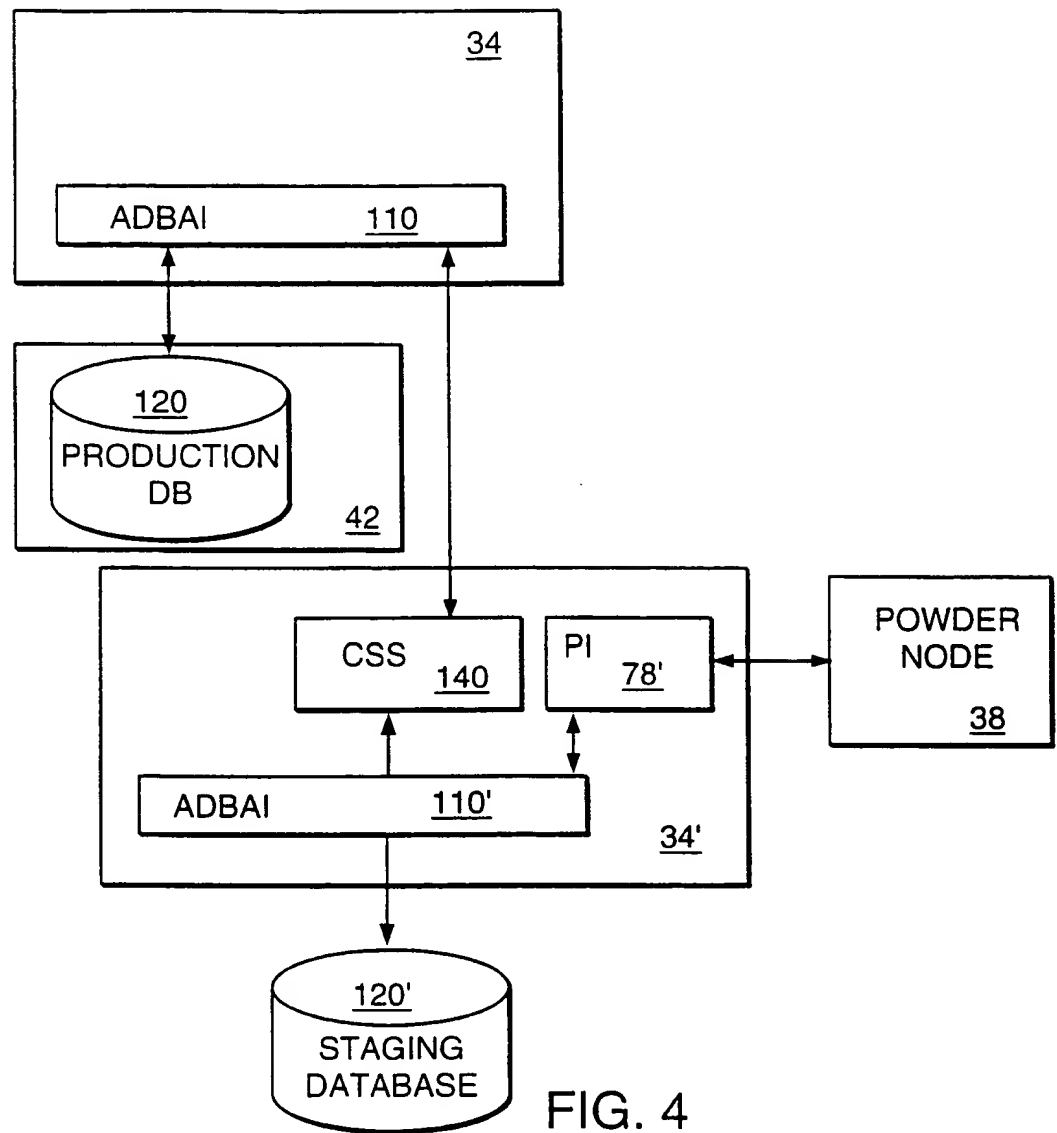 34
ADBAI 110
120
PRODUCTION
DB
42
CSS
140
PI
78'
POWDER
NODE
38
ADBAI 110'
34'
120'
STAGING
DATABASE
FIG. 4